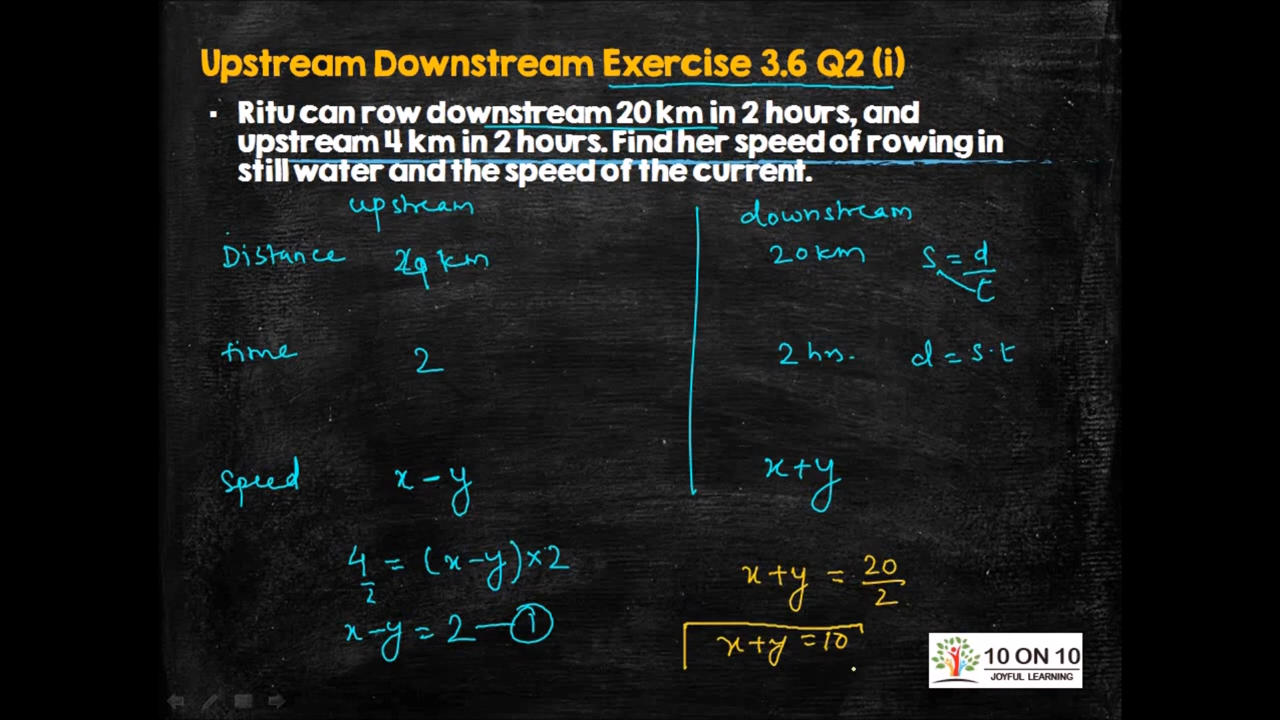 Upstream Downstream Exercise 3.6 Q2 (i)
▪ Ritu can row downstream 20 km in 2 hours, and
upstream 4 km in 2 hours. Find her speed of rowing in
still water and the speed of the current.
upstream downstream
Distance km 20km s = d/t
time 2 2 hrs. d = s·t
Speed x − y x + y
4/2 = (x−y)×2 x+y = 20/2
x−y = 2 — ① x+y = 10
10 ON 10
JOYFUL LEARNING